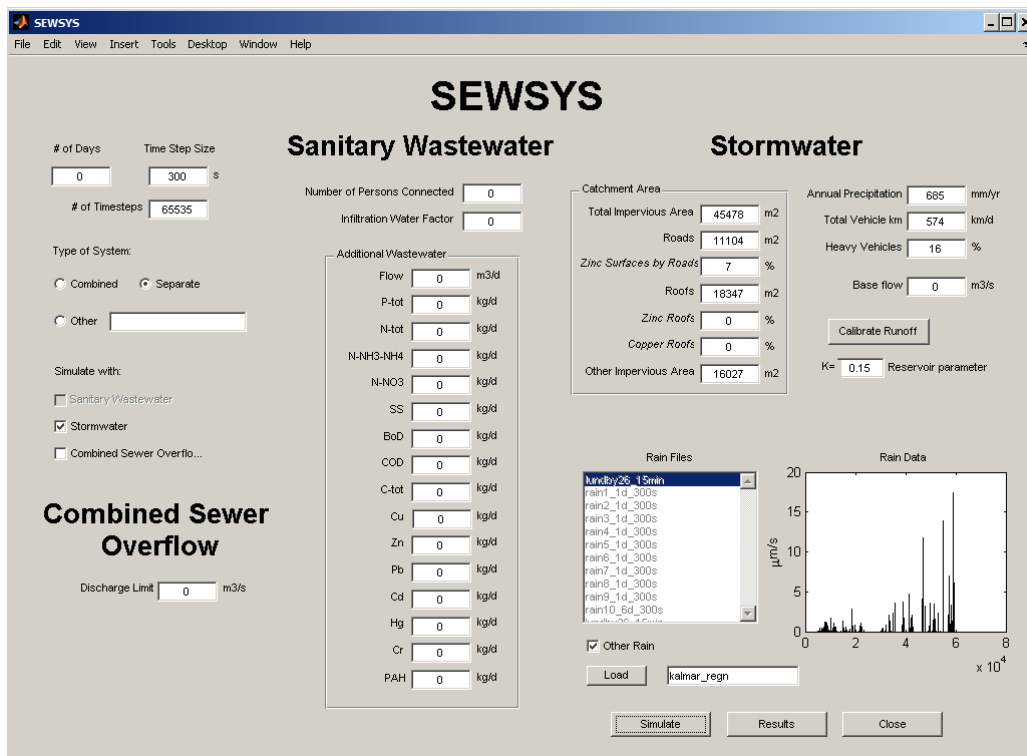 SEWSYS
File Edit View Insert Tools Desktop Window Help
SEWSYS
Sanitary Wastewater
Stormwater
# of Days Time Step Size
0 300 s
# of Timesteps 65535
Type of System:
Combined Separate
Other
Simulate with:
Sanitary Wastewater
Stormwater
Combined Sewer Overflo...
Combined Sewer
Overflow
Discharge Limit 0 m3/s
Number of Persons Connected 0
Infiltration Water Factor 0
Additional Wastewater
Flow 0 m3/d
P-tot 0 kg/d
N-tot 0 kg/d
N-NH3-NH4 0 kg/d
N-NO3 0 kg/d
SS 0 kg/d
BoD 0 kg/d
COD 0 kg/d
C-tot 0 kg/d
Cu 0 kg/d
Zn 0 kg/d
Pb 0 kg/d
Cd 0 kg/d
Hg 0 kg/d
Cr 0 kg/d
PAH 0 kg/d
Catchment Area
Total Impervious Area 45478 m2
Roads 11104 m2
Zinc Surfaces by Roads 7 %
Roofs 18347 m2
Zinc Roofs 0 %
Copper Roofs 0 %
Other Impervious Area 16027 m2
Annual Precipitation 685 mm/yr
Total Vehicle km 574 km/d
Heavy Vehicles 16 %
Base flow 0 m3/s
Calibrate Runoff
K= 0.15 Reservoir parameter
Rain Files
lundby26_15min
rain1_1d_300s
rain2_1d_300s
rain3_1d_300s
rain4_1d_300s
rain5_1d_300s
rain6_1d_300s
rain7_1d_300s
rain8_1d_300s
rain9_1d_300s
rain10_6d_300s
Other Rain
Load kalmar_regn
Rain Data
20
15
10
5
0
µm/s
0 2 4 6 8
x 10^4
Simulate Results Close